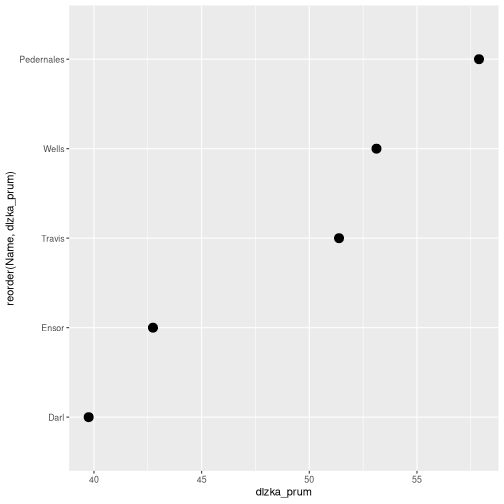 reorder(Name, dlzka_prum)
Pedernales
Wells
Travis
Ensor
Darl
40 45 50 55
dlzka_prum